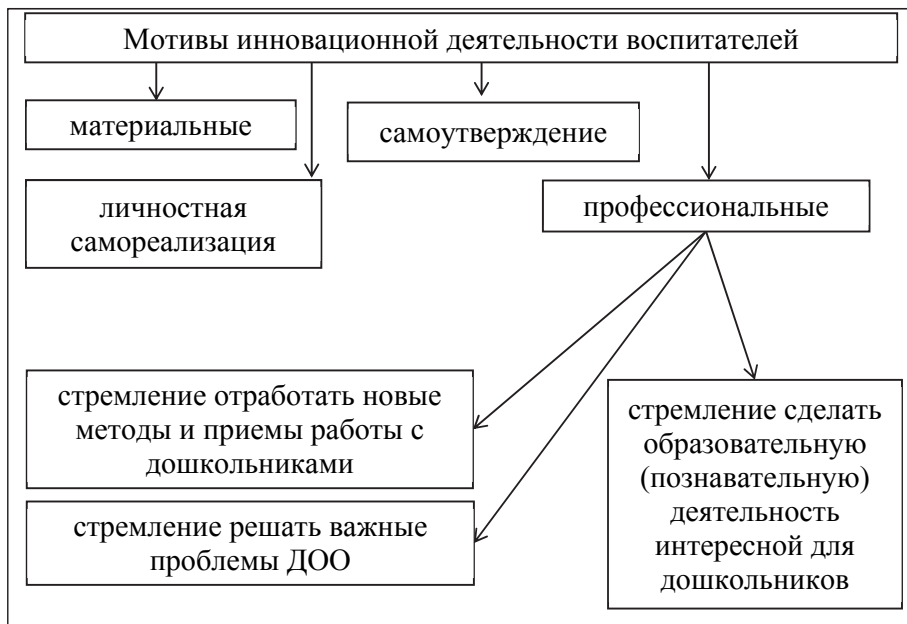 Мотивы инновационной деятельности воспитателей
материальные
самоутверждение
личностная
самореализация
профессиональные
стремление отработать новые
методы и приемы работы с
дошкольниками
стремление решать важные
проблемы ДОО
стремление сделать
образовательную
(познавательную)
деятельность
интересной для
дошкольников